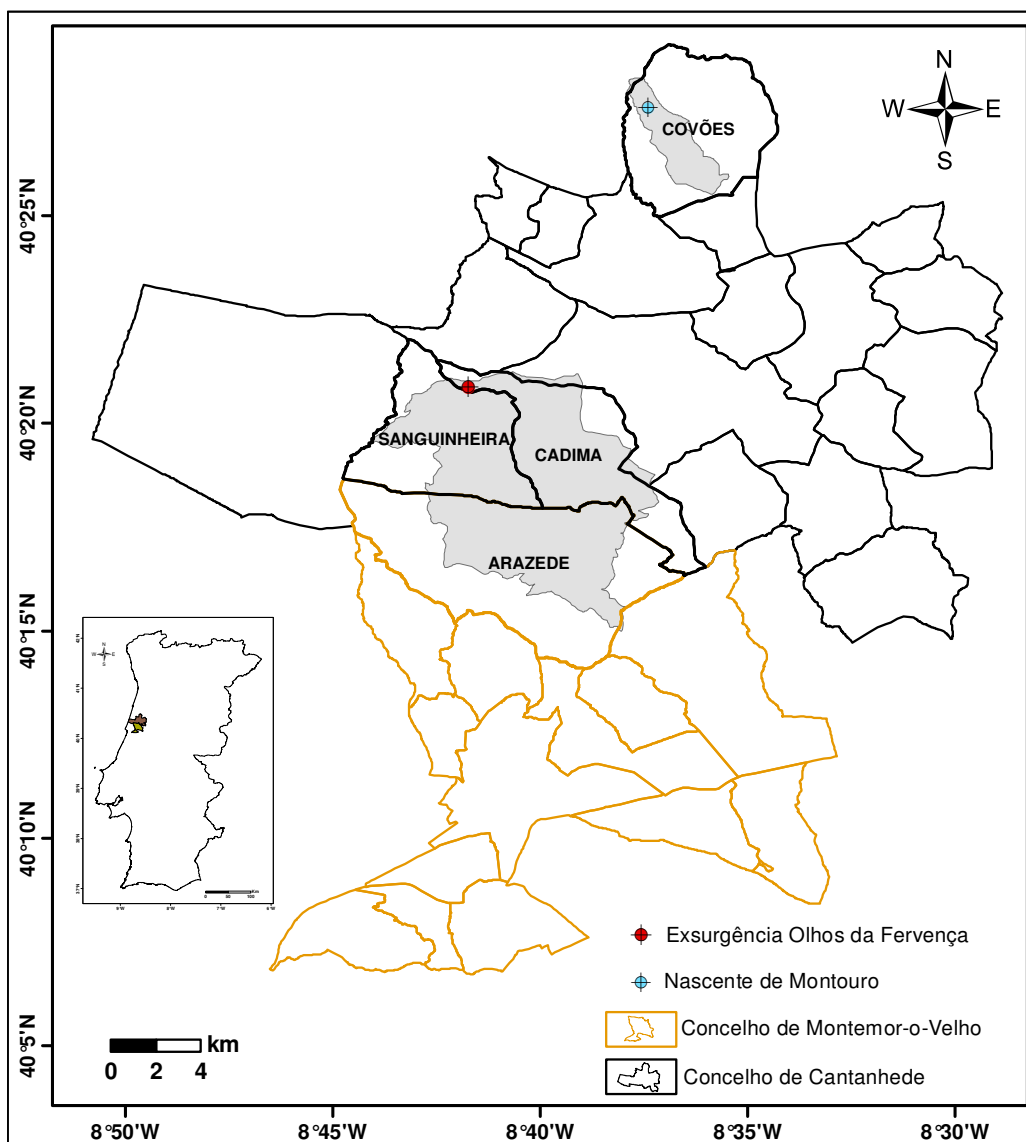 N
W E
S
COVÕES
40°25'N
40°20'N
SANGUINHEIRA
CADIMA
ARAZEDE
40°15'N
40°10'N
40°5'N
Exsurgência Olhos da Fervença
Nascente de Montouro
Concelho de Montemor-o-Velho
Concelho de Cantanhede
km
0 2 4
8°50'W 8°45'W 8°40'W 8°35'W 8°30'W